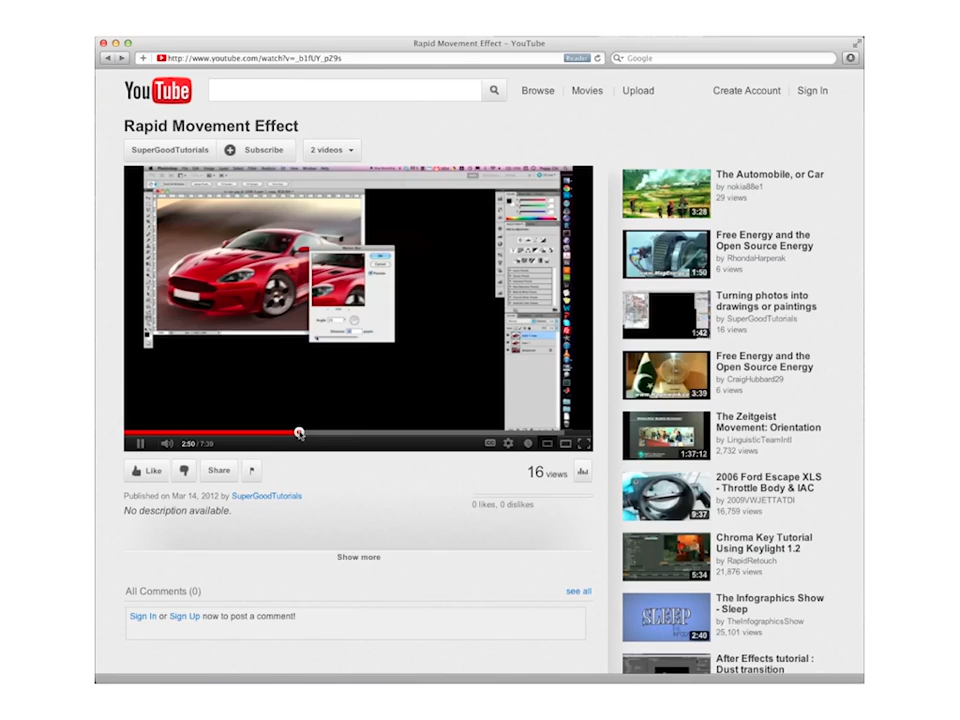 Rapid Movement Effect – YouTube
http://www.youtube.com/watch?v=_b1fUY_pZ9s
Reader
Google
YouTube
Browse
Movies
Upload
Create Account
Sign In
Rapid Movement Effect
SuperGoodTutorials
Subscribe
2 videos
Photoshop
Angle
Distance
2:50 / 7:39
CC
Like
Share
16 views
Published on Mar 14, 2012 by SuperGoodTutorials
No description available.
0 likes, 0 dislikes
Show more
All Comments (0)
see all
Sign In or Sign Up now to post a comment!
The Automobile, or Car
by nokia88e1
29 views
3:28
Free Energy and the
Open Source Energy
by RhondaHarperak
6 views
1:50
Turning photos into
drawings or paintings
by SuperGoodTutorials
16 views
1:42
Free Energy and the
Open Source Energy
by CraigHubbard29
6 views
3:39
The Zeitgeist
Movement: Orientation
by LinguisticTeamIntl
2,732 views
1:37:12
2006 Ford Escape XLS
- Throttle Body & IAC
by 2009VWJETTATDI
16,759 views
9:37
Chroma Key Tutorial
Using Keylight 1.2
by RapidRetouch
21,876 views
5:34
The Infographics Show
- Sleep
by TheInfographicsShow
25,101 views
SLEEP
2:40
After Effects tutorial :
Dust transition